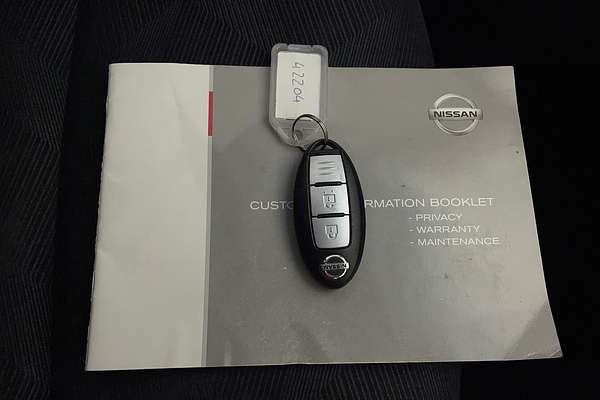 42204
NISSAN
CUSTO RMATION BOOKLET
- PRIVACY
- WARRANTY
- MAINTENANCE
NISSAN